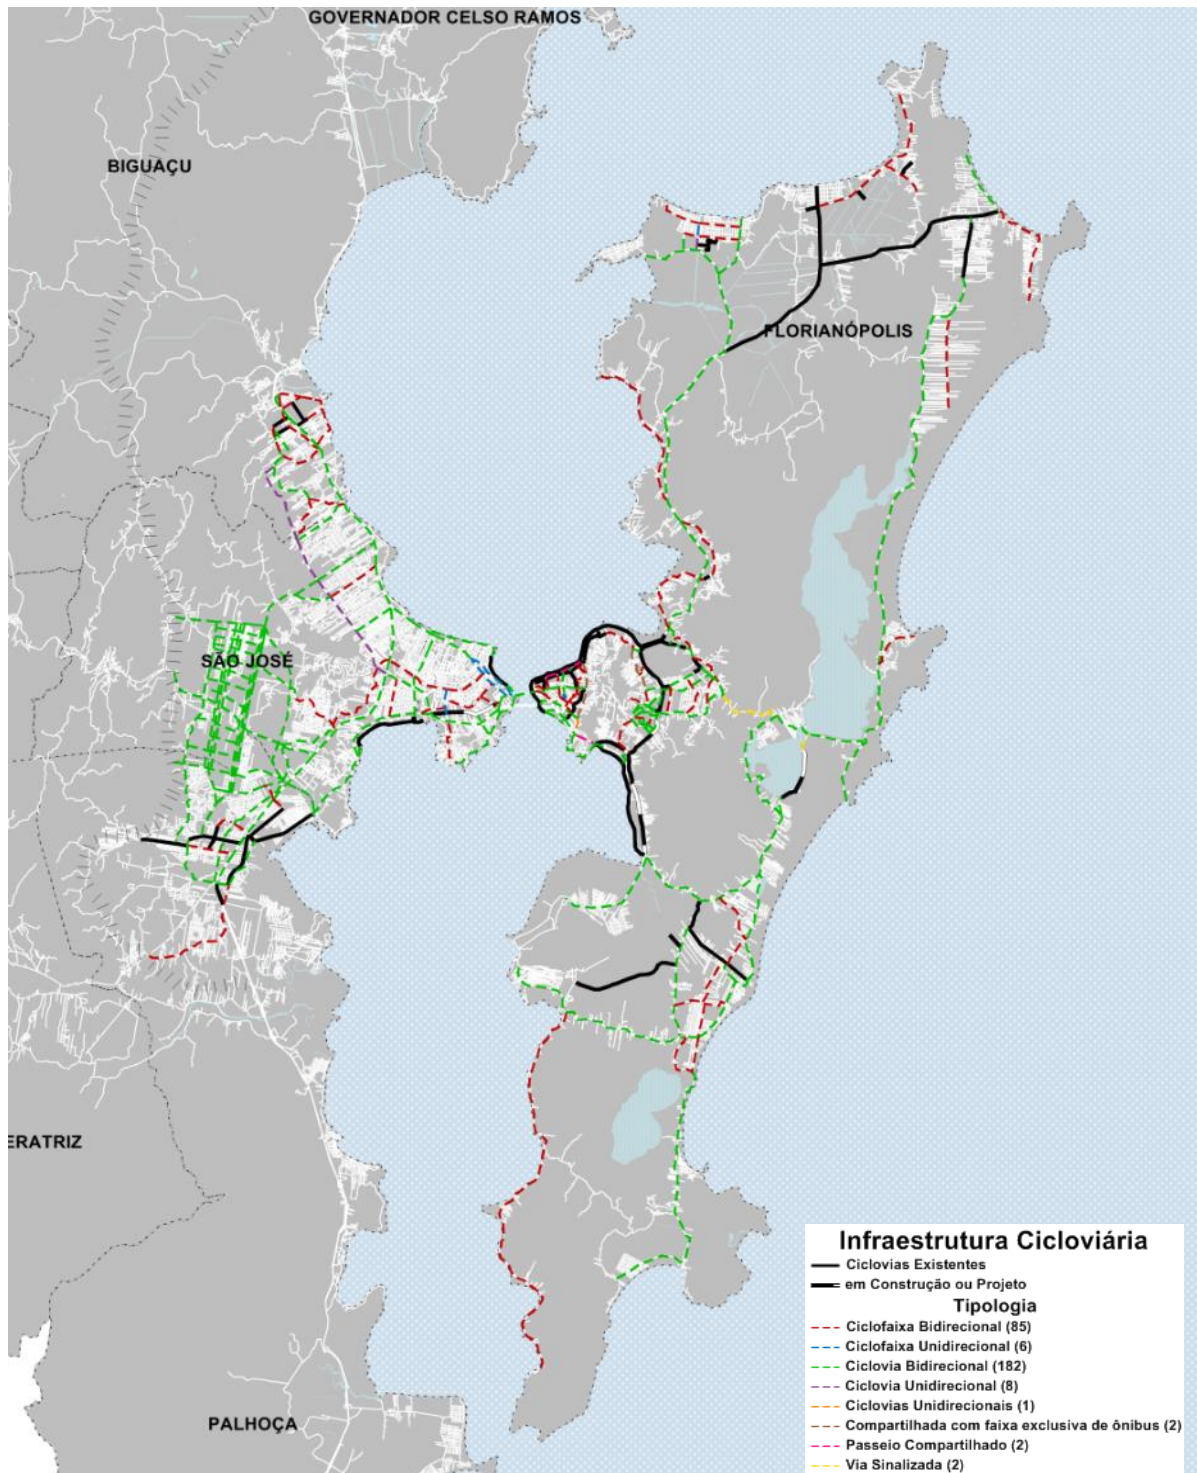 GOVERNADOR CELSO RAMOS
BIGUAÇU
FLORIANÓPOLIS
SÃO JOSÉ
ERATRIZ
PALHOÇA
Infraestrutura Cicloviária
Ciclovias Existentes
em Construção ou Projeto
Tipologia
Ciclofaixa Bidirecional (85)
Ciclofaixa Unidirecional (6)
Ciclovia Bidirecional (182)
Ciclovia Unidirecional (8)
Ciclovias Unidirecionais (1)
Compartilhada com faixa exclusiva de ônibus (2)
Passeio Compartilhado (2)
Via Sinalizada (2)